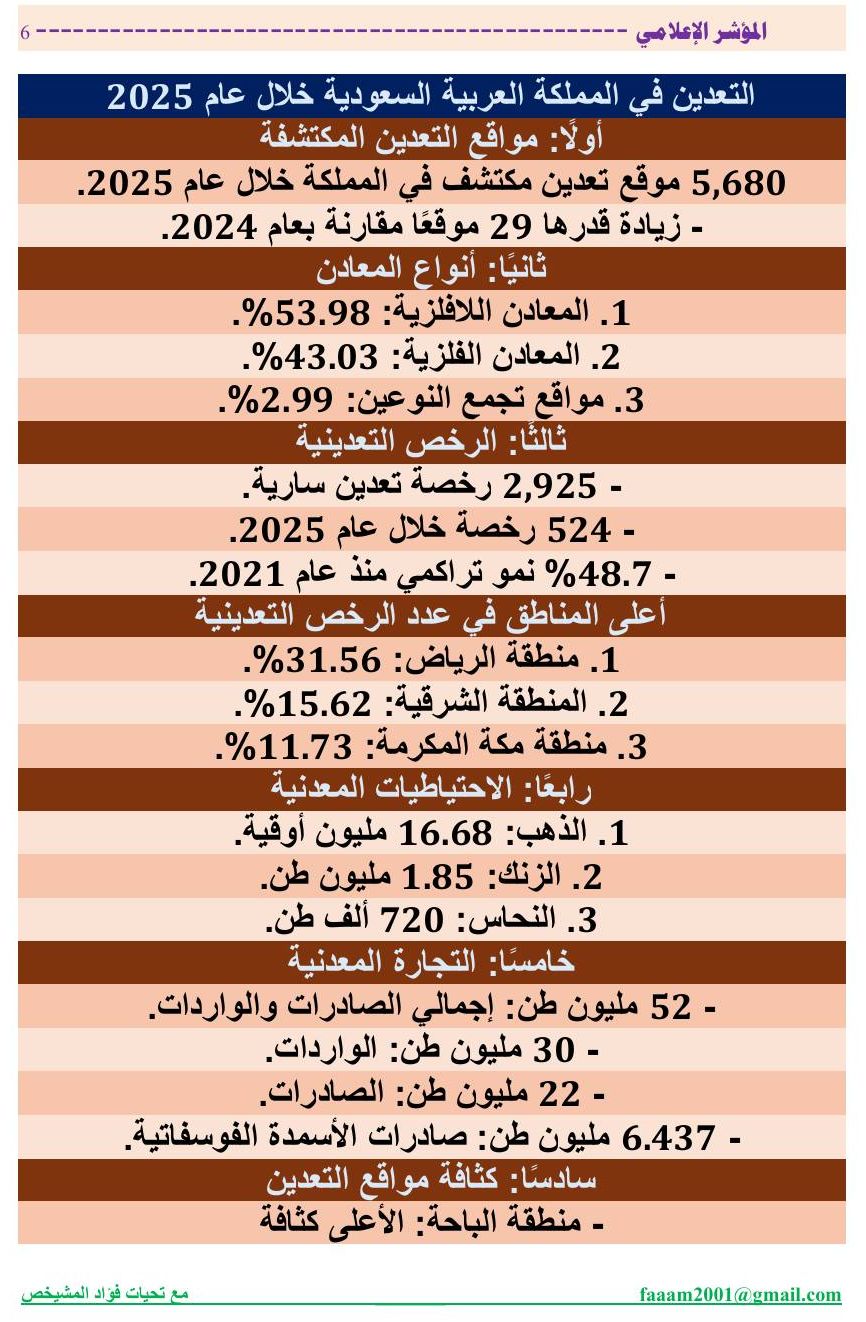 المؤشر الإعلامي ------------------------------------------------ 6
التعدين في المملكة العربية السعودية خلال عام 2025
أولًا: مواقع التعدين المكتشفة
5,680 موقع تعدين مكتشف في المملكة خلال عام 2025.
- زيادة قدرها 29 موقعًا مقارنة بعام 2024.
ثانيًا: أنواع المعادن
1. المعادن اللافلزية: 53.98%.
2. المعادن الفلزية: 43.03%.
3. مواقع تجمع النوعين: 2.99%.
ثالثًا: الرخص التعدينية
- 2,925 رخصة تعدين سارية.
- 524 رخصة خلال عام 2025.
- 48.7% نمو تراكمي منذ عام 2021.
أعلى المناطق في عدد الرخص التعدينية
1. منطقة الرياض: 31.56%.
2. المنطقة الشرقية: 15.62%.
3. منطقة مكة المكرمة: 11.73%.
رابعًا: الاحتياطيات المعدنية
1. الذهب: 16.68 مليون أوقية.
2. الزنك: 1.85 مليون طن.
3. النحاس: 720 ألف طن.
خامسًا: التجارة المعدنية
- 52 مليون طن: إجمالي الصادرات والواردات.
- 30 مليون طن: الواردات.
- 22 مليون طن: الصادرات.
- 6.437 مليون طن: صادرات الأسمدة الفوسفاتية.
سادسًا: كثافة مواقع التعدين
- منطقة الباحة: الأعلى كثافة
faaam2001@gmail.com مع تحيات فؤاد المشيخص